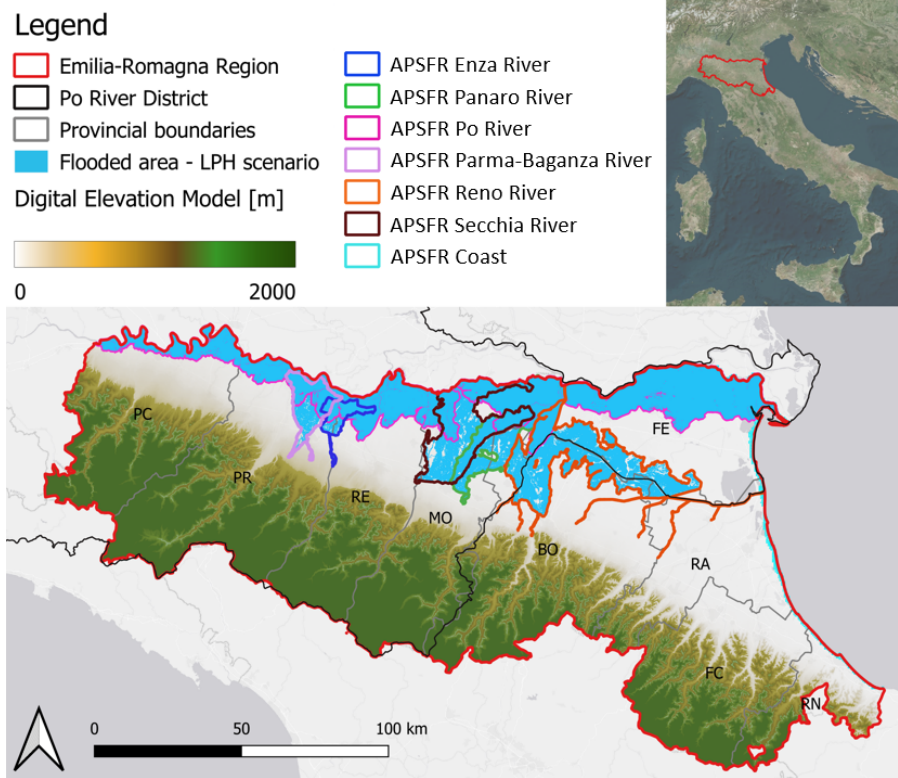 Legend
Emilia-Romagna Region
Po River District
Provincial boundaries
Flooded area - LPH scenario
Digital Elevation Model [m]
0 2000
APSFR Enza River
APSFR Panaro River
APSFR Po River
APSFR Parma-Baganza River
APSFR Reno River
APSFR Secchia River
APSFR Coast
PC
PR
RE
MO
BO
FE
RA
FC
RN
0 50 100 km